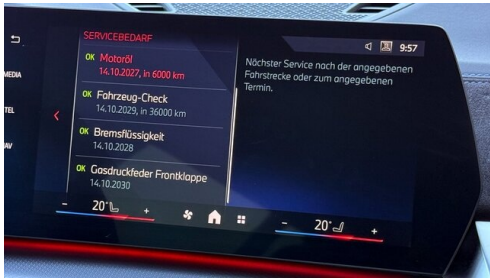 SERVICEBEDARF
9:57
OK Motoröl
14.10.2027, in 6000 km
OK Fahrzeug-Check
14.10.2029, in 36000 km
OK Bremsflüssigkeit
14.10.2028
OK Gasdruckfeder Frontklappe
14.10.2030
Nächster Service nach der angegebenen
Fahrstrecke oder zum angegebenen
Termin.
MEDIA
TEL
AV
- 20° +
- 20° +